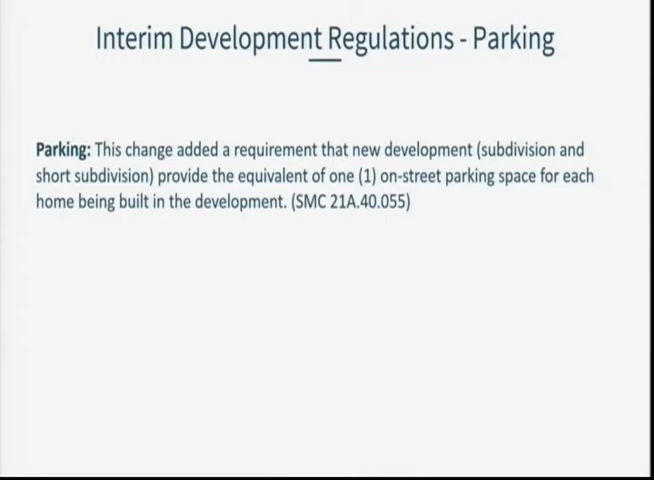 Interim Development Regulations - Parking
Parking: This change added a requirement that new development (subdivision and
short subdivision) provide the equivalent of one (1) on-street parking space for each
home being built in the development. (SMC 21A.40.055)